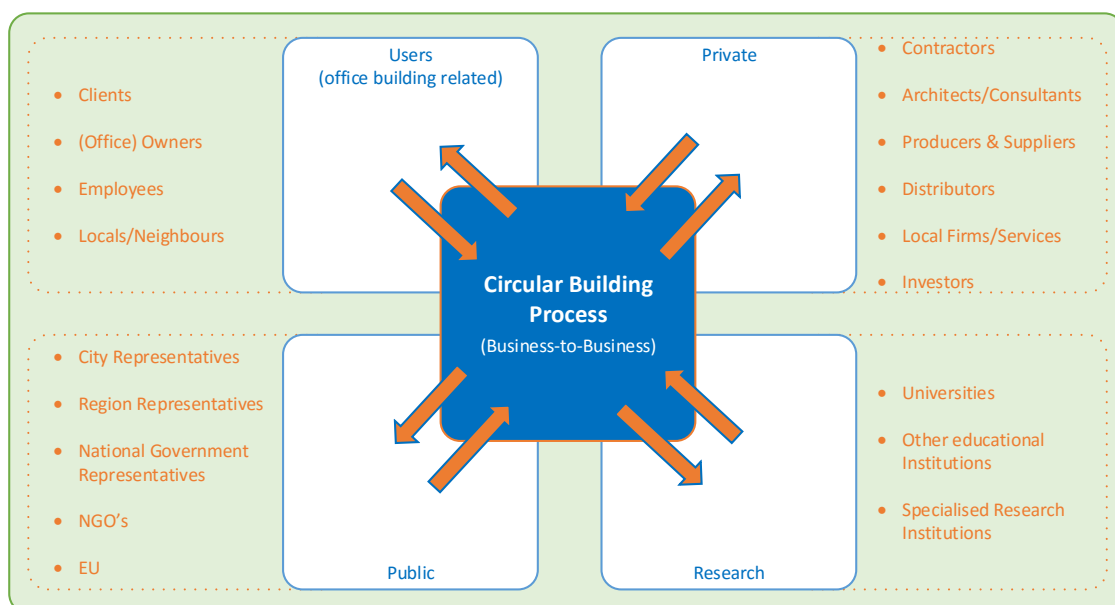 Users
(office building related)
Clients
(Office) Owners
Employees
Locals/Neighbours
Private
Contractors
Architects/Consultants
Producers & Suppliers
Distributors
Local Firms/Services
Investors
Circular Building
Process
(Business-to-Business)
City Representatives
Region Representatives
National Government
Representatives
NGO's
EU
Public
Universities
Other educational
Institutions
Specialised Research
Institutions
Research